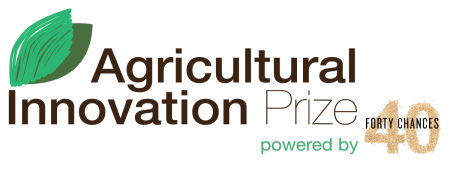 Agricultural
Innovation Prize
powered by
FORTY CHANCES
40